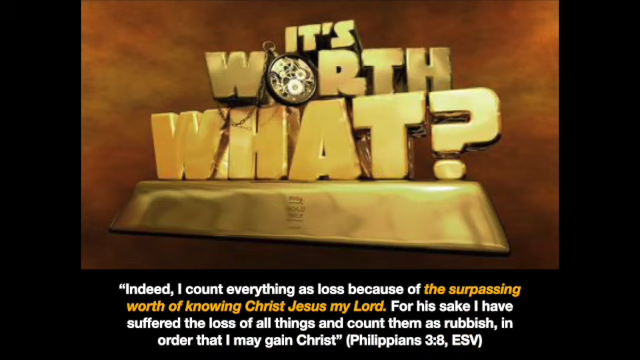 IT'S
WORTH
WHAT?
“Indeed, I count everything as loss because of the surpassing
worth of knowing Christ Jesus my Lord. For his sake I have
suffered the loss of all things and count them as rubbish, in
order that I may gain Christ” (Philippians 3:8, ESV)